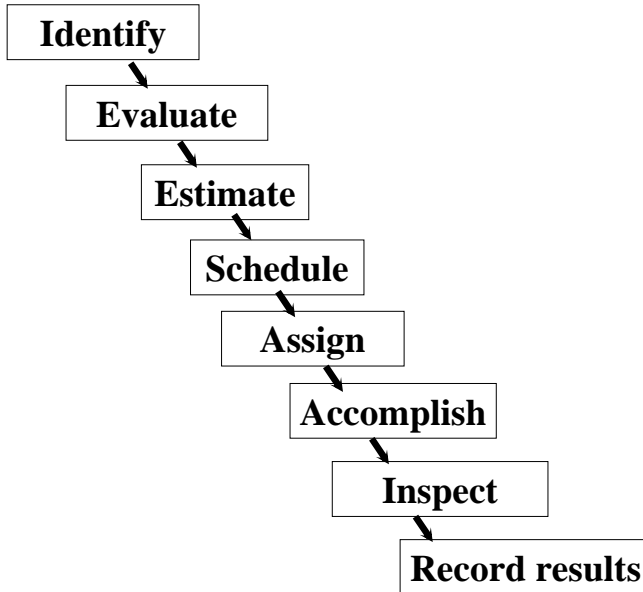 Identify
Evaluate
Estimate
Schedule
Assign
Accomplish
Inspect
Record results